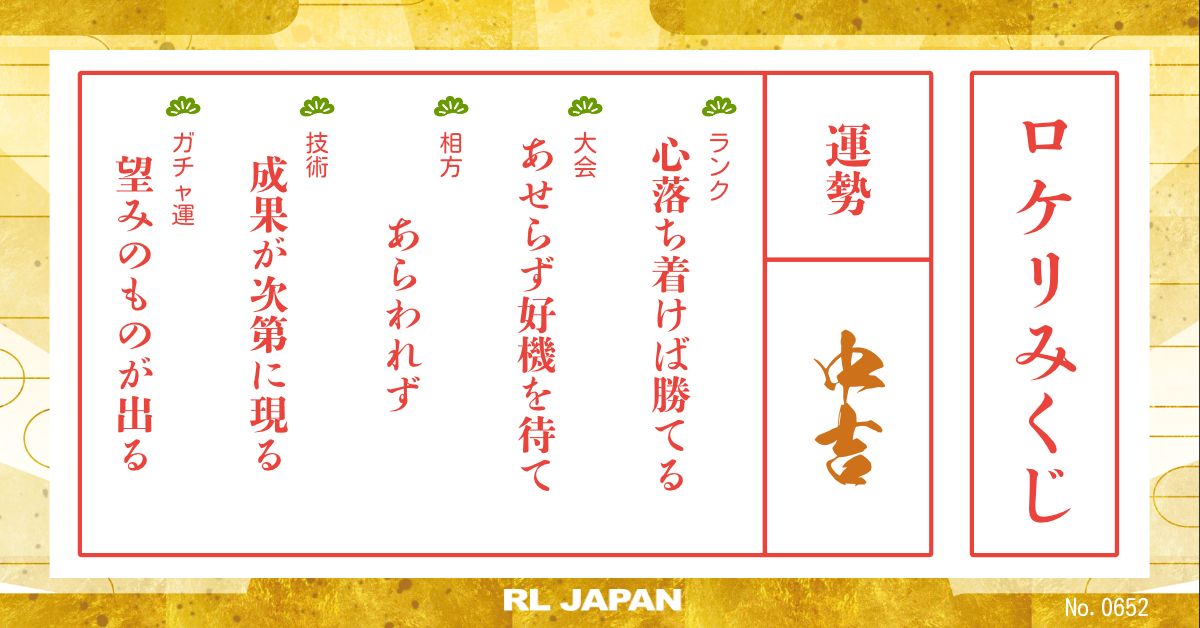 ロケリみくじ
運勢
中吉
ランク
心落ち着けば勝てる
大会
あせらず好機を待て
相方
あらわれず
技術
成果が次第に現る
ガチャ運
望みのものが出る
RL JAPAN
No. 0652